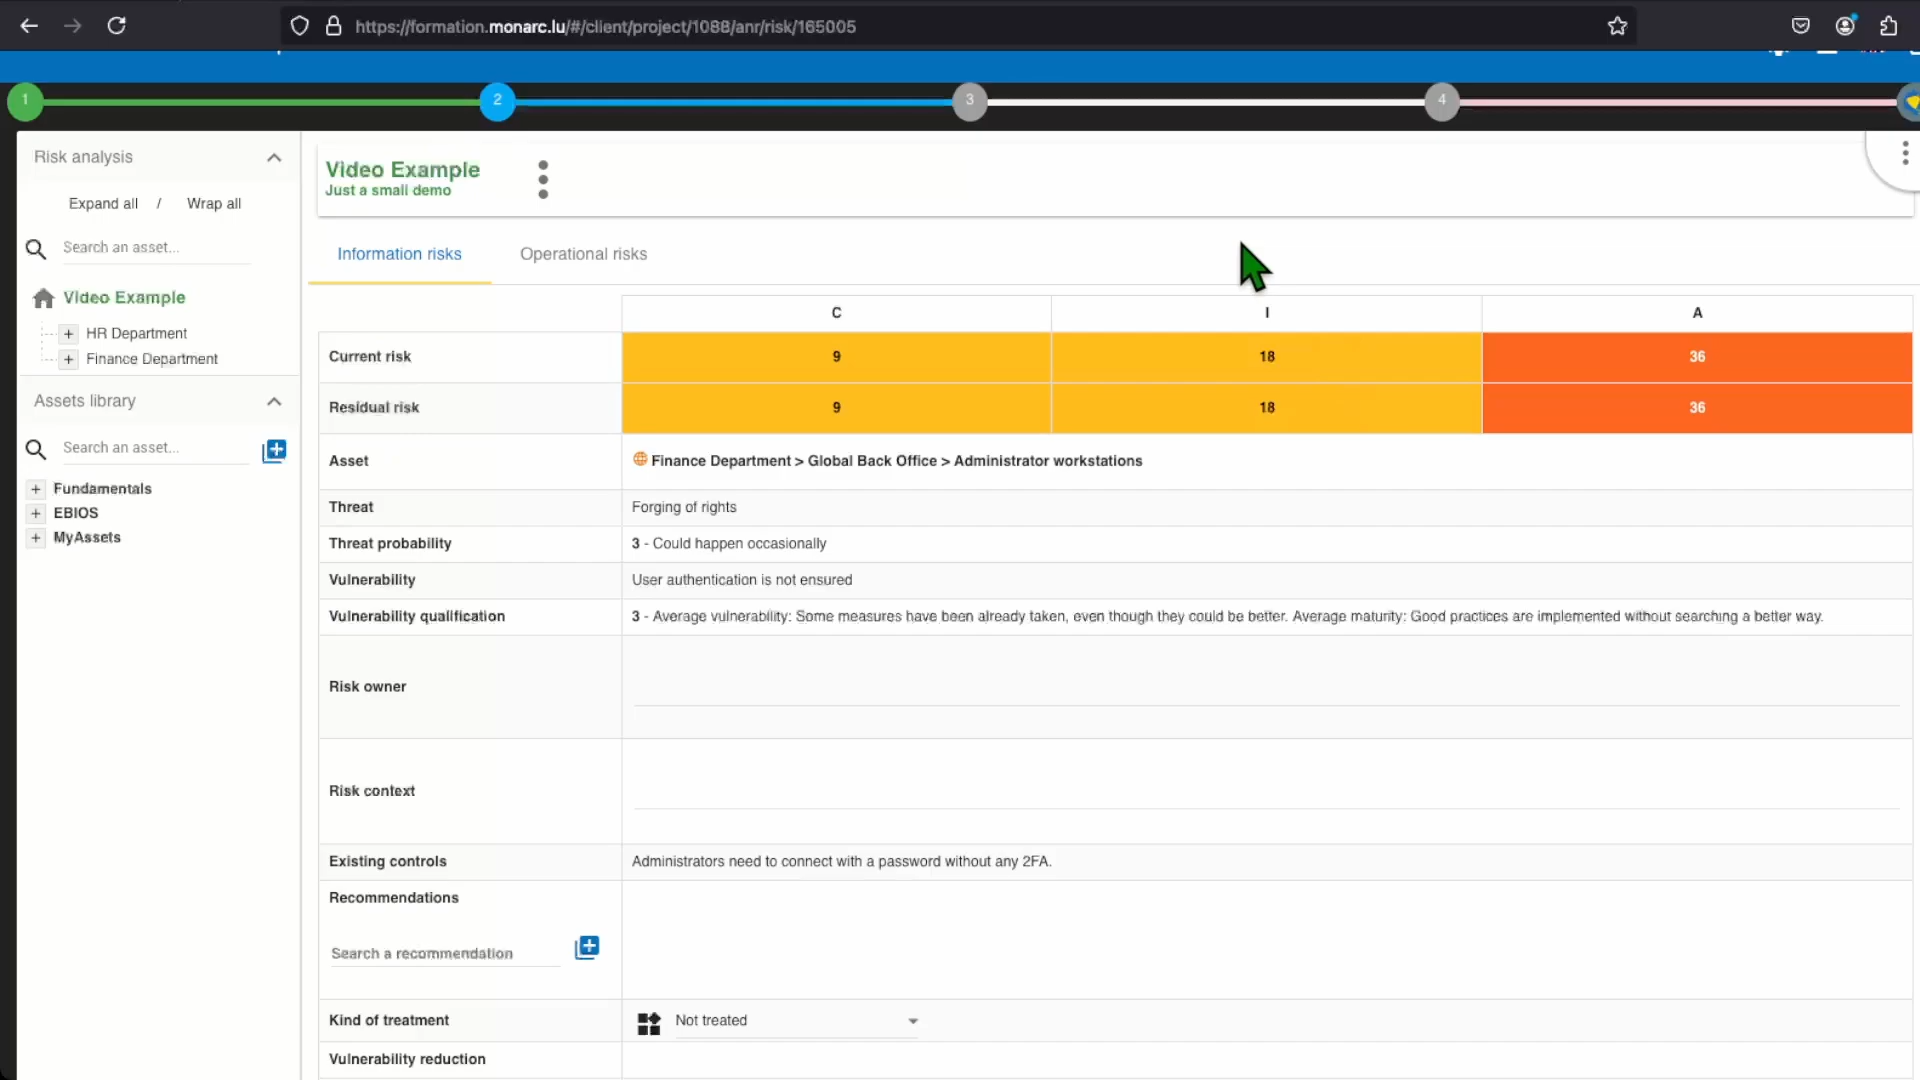 https://formation.monarc.lu/#/client/project/1088/anr/risk/165005
1
2
3
4
Risk analysis
Expand all / Wrap all
Search an asset...
Video Example
+ HR Department
+ Finance Department
Assets library
Search an asset...
+ Fundamentals
+ EBIOS
+ MyAssets
Video Example
Just a small demo
Information risks Operational risks
C I A
Current risk 9 18 36
Residual risk 9 18 36
Asset Finance Department > Global Back Office > Administrator workstations
Threat Forging of rights
Threat probability 3 - Could happen occasionally
Vulnerability User authentication is not ensured
Vulnerability qualification 3 - Average vulnerability: Some measures have been already taken, even though they could be better. Average maturity: Good practices are implemented without searching a better way.
Risk owner
Risk context
Existing controls Administrators need to connect with a password without any 2FA.
Recommendations
Search a recommendation
Kind of treatment Not treated
Vulnerability reduction